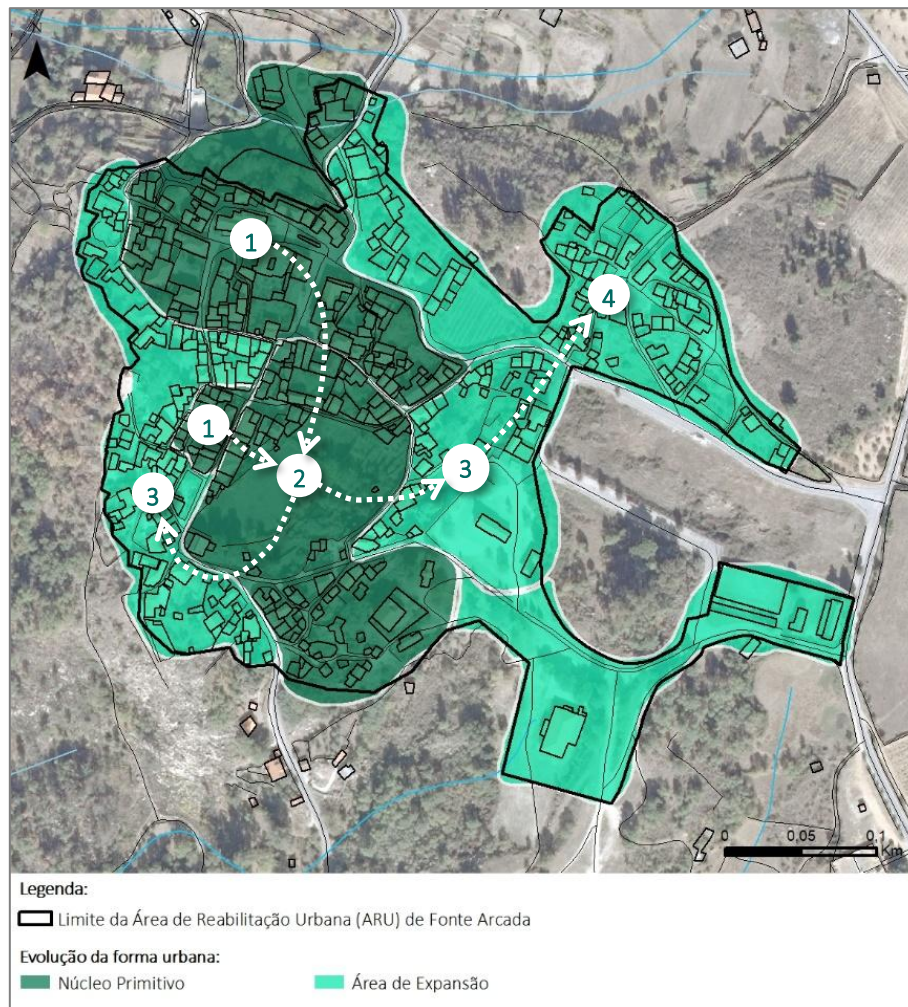 1
4
1
2
3
3
0 0,05 0,1
Km
Legenda:
Limite da Área de Reabilitação Urbana (ARU) de Fonte Arcada
Evolução da forma urbana:
Núcleo Primitivo Área de Expansão